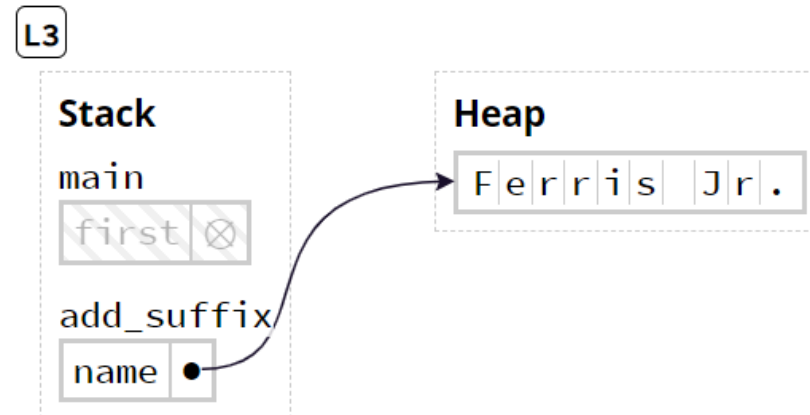 L3
Stack
Heap
main
Ferris Jr.
first
add_suffix
name